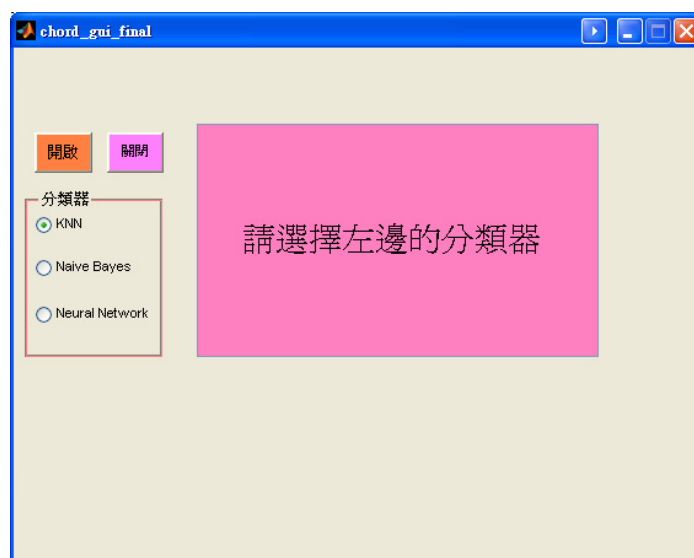 chord_gui_final
開啟
關閉
分類器
KNN
Naive Bayes
Neural Network
請選擇左邊的分類器